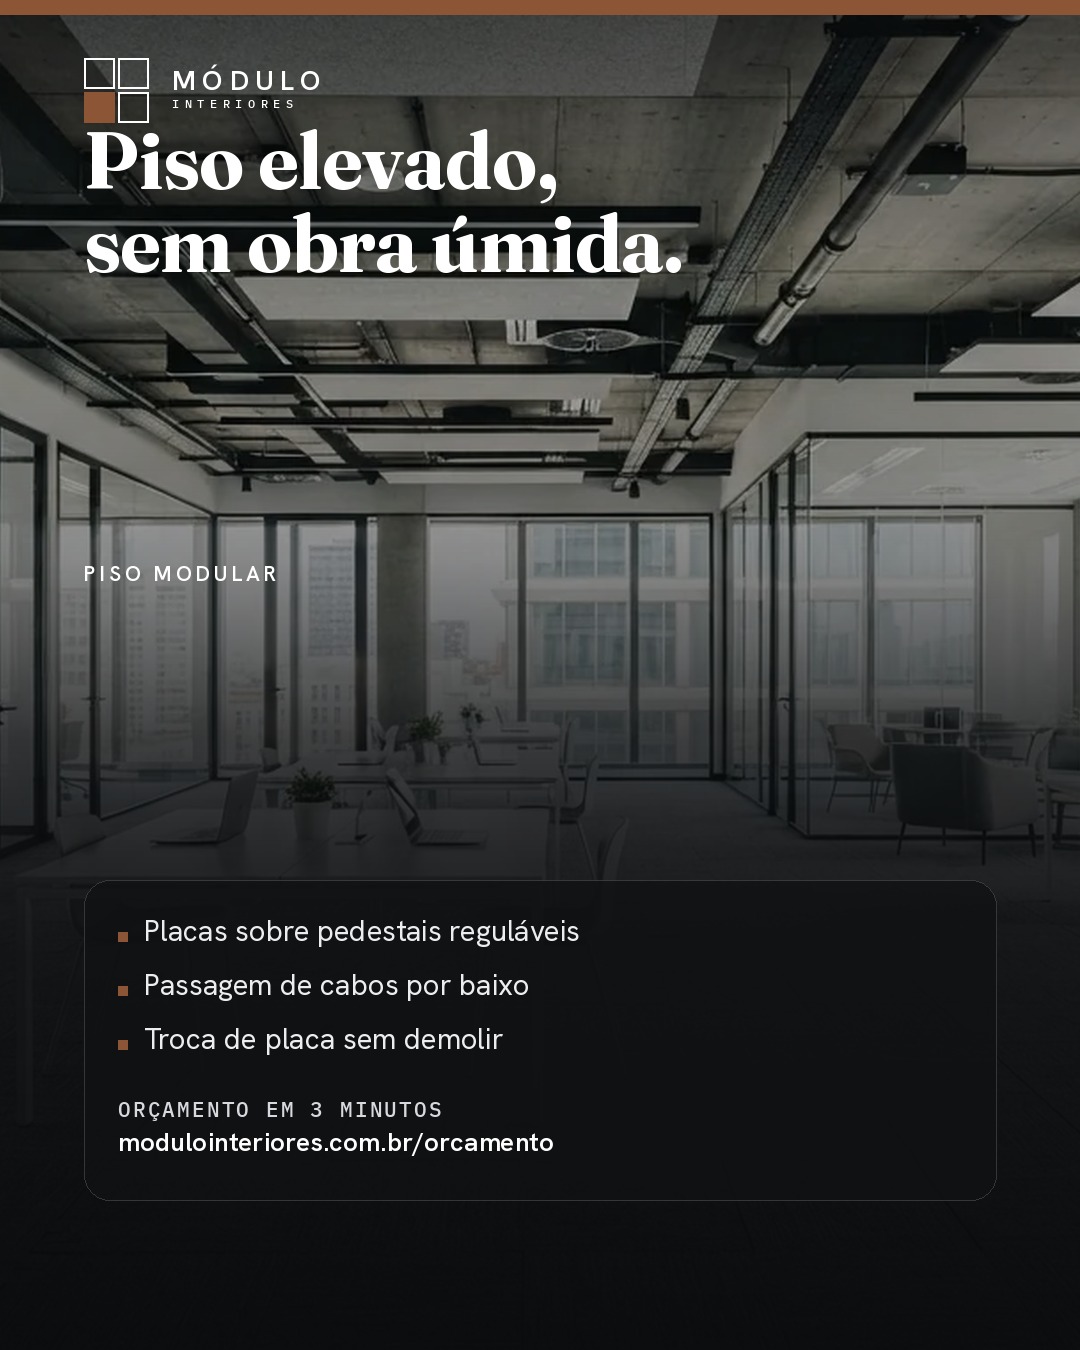 MÓDULO
INTERIORES
Piso elevado,
sem obra úmida.
PISO MODULAR
Placas sobre pedestais reguláveis
Passagem de cabos por baixo
Troca de placa sem demolir
ORÇAMENTO EM 3 MINUTOS
modulointeriores.com.br/orcamento